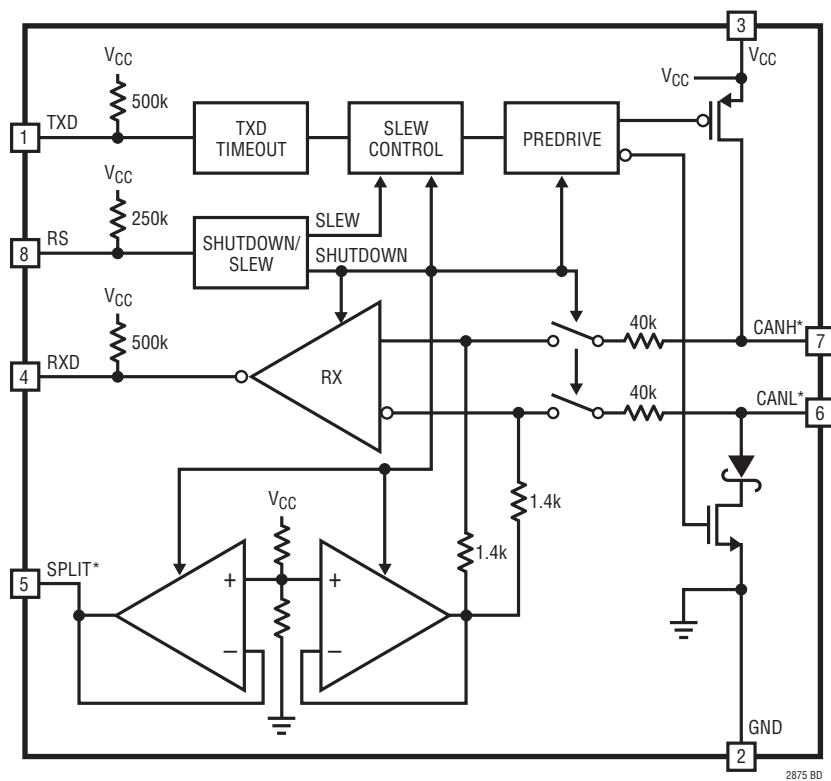 3
VCC
VCC
VCC
500k
1
TXD
TXD
TIMEOUT
SLEW
CONTROL
PREDRIVE
VCC
250k
8
RS
SHUTDOWN/
SLEW
SLEW
SHUTDOWN
VCC
500k
4
RXD
RX
40k
CANH*
7
40k
CANL*
6
1.4k
1.4k
VCC
5
SPLIT*
+
+
−
−
GND
2
2875 BD